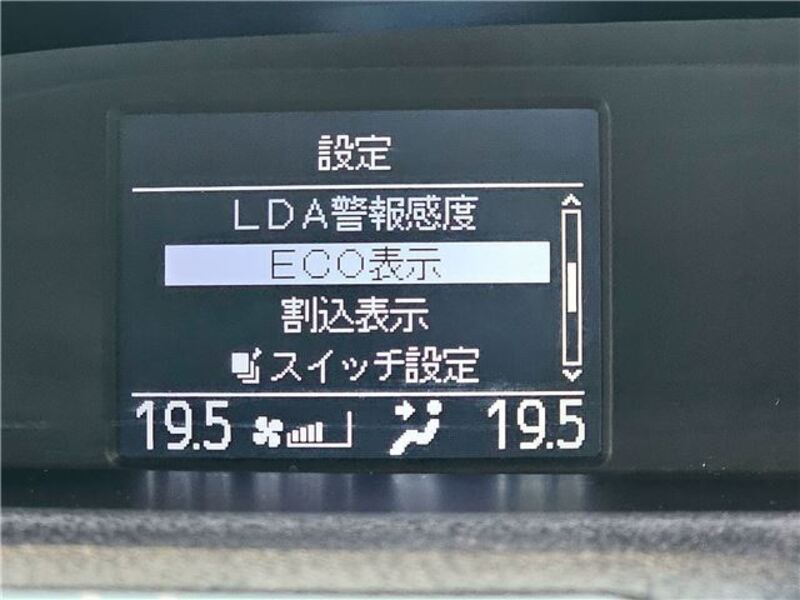 設定
LDA警報感度
ECO表示
割込表示
スイッチ設定
19.5 19.5